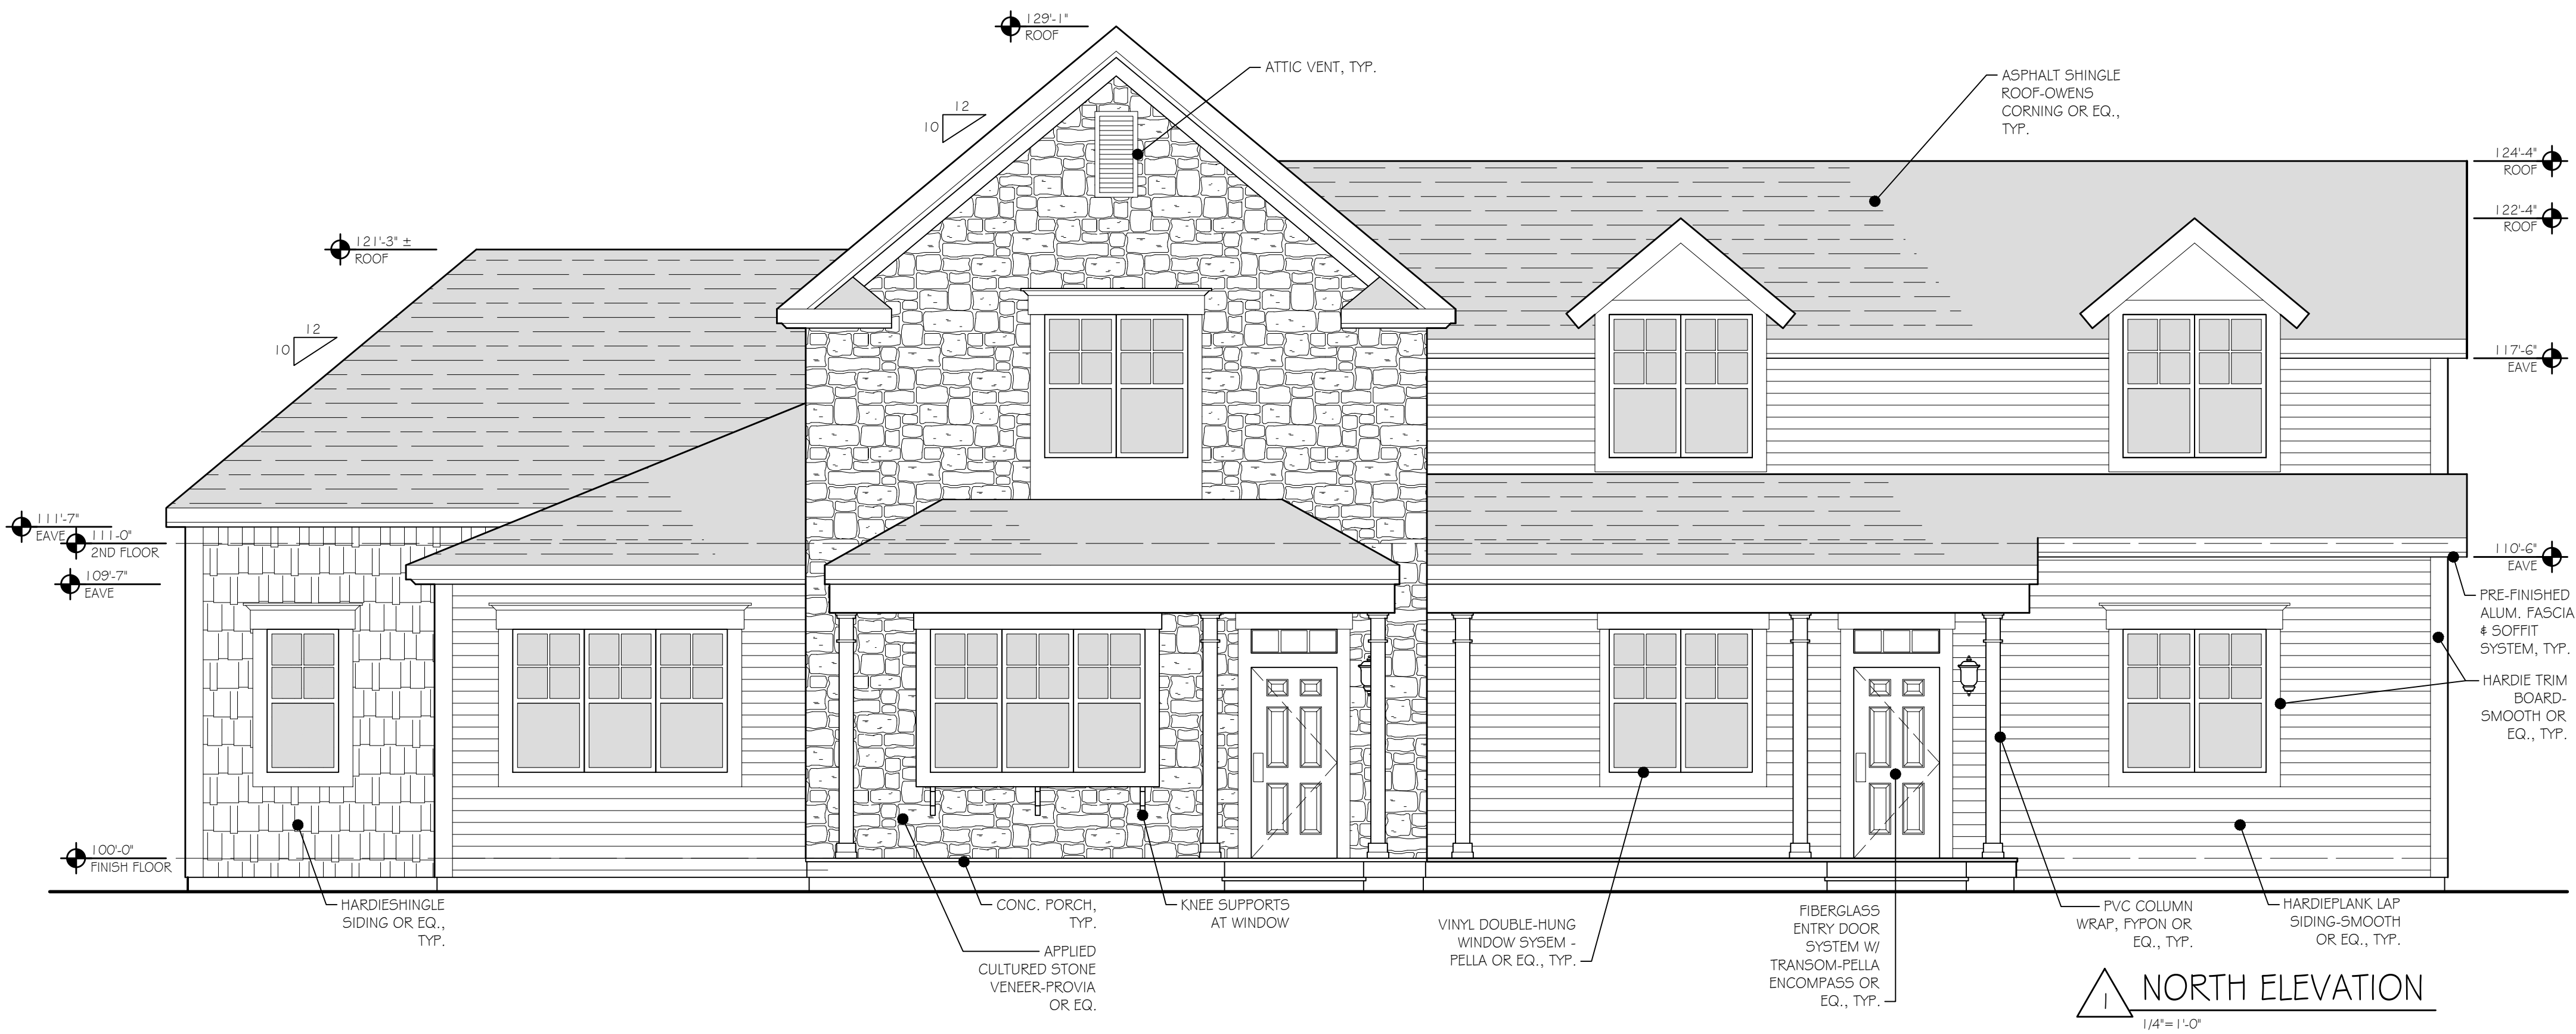 129'-1"
ROOF
ATTIC VENT, TYP.
ASPHALT SHINGLE
ROOF-OWENS
CORNING OR EQ.,
TYP.
12
10
124'-4"
ROOF
122'-4"
ROOF
121'-3" ±
ROOF
12
10
117'-6"
EAVE
111'-7"
EAVE
111-0"
2ND FLOOR
109'-7"
EAVE
110'-6"
EAVE
PRE-FINISHED
ALUM. FASCIA
& SOFFIT
SYSTEM, TYP.
HARDIE TRIM
BOARD-
SMOOTH OR
EQ., TYP.
100'-0"
FINISH FLOOR
HARDIESHINGLE
SIDING OR EQ.,
TYP.
CONC. PORCH,
TYP.
APPLIED
CULTURED STONE
VENEER-PROVIA
OR EQ.
KNEE SUPPORTS
AT WINDOW
VINYL DOUBLE-HUNG
WINDOW SYSEM -
PELLA OR EQ., TYP.
FIBERGLASS
ENTRY DOOR
SYSTEM W/
TRANSOM-PELLA
ENCOMPASS OR
EQ., TYP.
PVC COLUMN
WRAP, FYPON OR
EQ., TYP.
HARDIEPLANK LAP
SIDING-SMOOTH
OR EQ., TYP.
1
NORTH ELEVATION
1/4"=1'-0"